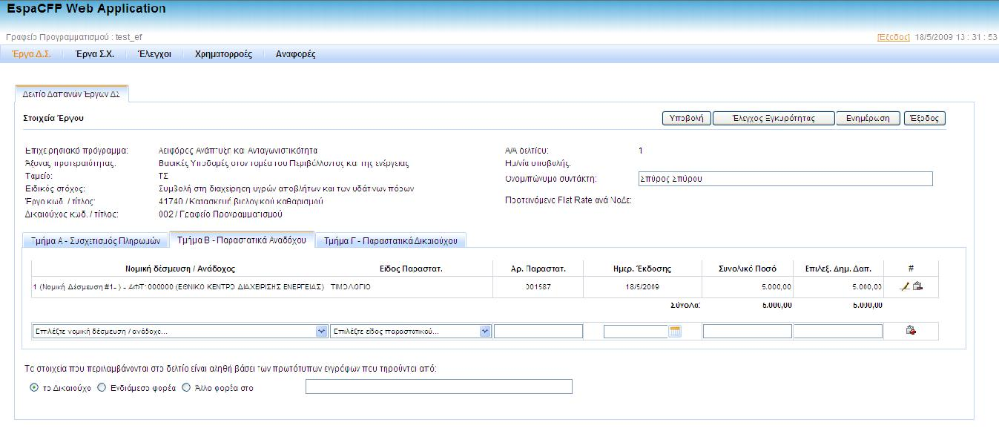 EspaCFP Web Application
Γραφείο Προγραμματισμού : test_ef
[Έξοδος] 18/5/2009 13 : 31 : 53
Έργα Δ.Σ. Έργα Σ.Χ. Έλεγχοι Χρηματορροές Αναφορές
Δελτίο Δαπανών Έργων ΔΣ
Στοιχεία Έργου
Υποβολή Έλεγχος Εγκυρότητας Ενημέρωση Έξοδος
Επιχειρησιακό πρόγραμμα: Αειφόρος Ανάπτυξη και Ανταγωνιστικότητα Α/Α δελτίου: 1
Άξονας προτεραιότητας: Βασικές Υποδομές στον τομέα του Περιβάλλοντος και της ενέργειας Ημ/νία υποβολής:
Ταμείο: ΤΣ
Ονομ/πώνυμο συντάκτη: Σπύρος Σπύρου
Ειδικός στόχος: Συμβολή στη διαχείρηση υγρών αποβλήτων και των υδάτινων πόρων
Έργο κωδ. / τίτλος: 41740 / Κατασκευή βιολογικού καθαρισμού
Προτεινόμενο Flat Rate ανά ΝοΔε:
Δικαιούχος κωδ. / τίτλος: 002 / Γραφείο Προγραμματισμού
Τμήμα Α - Συσχετισμός Πληρωμών Τμήμα Β - Παραστατικά Αναδόχου Τμήμα Γ - Παραστατικά Δικαιούχου
Νομική δέσμευση / Ανάδοχος Είδος Παραστατ. Αρ. Παραστατ. Ημερ. Έκδοσης Συνολικό Ποσό Επιλεξ. Δημ. Δαπ. #
1 (Νομική Δέσμευση #1- ) - ΑΦΤ1000000 (ΕΘΝΙΚΟ ΚΕΝΤΡΟ ΔΙΑΧΕΙΡΙΣΗΣ ΕΝΕΡΓΕΙΑΣ) ΤΙΜΟΛΟΓΙΟ 001587 18/5/2009 5.000,00 5.000,00
Σύνολα: 5.000,00 5.000,00
Επιλέξτε νομική δέσμευση / ανάδοχο... Επιλέξτε είδος παραστατικού...
Τα στοιχεία που περιλαμβάνονται στο δελτίο είναι αληθή βάσει των πρωτότυπων εγγράφων που τηρούνται από:
το Δικαιούχο Ενδιάμεσο φορέα Άλλο φορέα στο